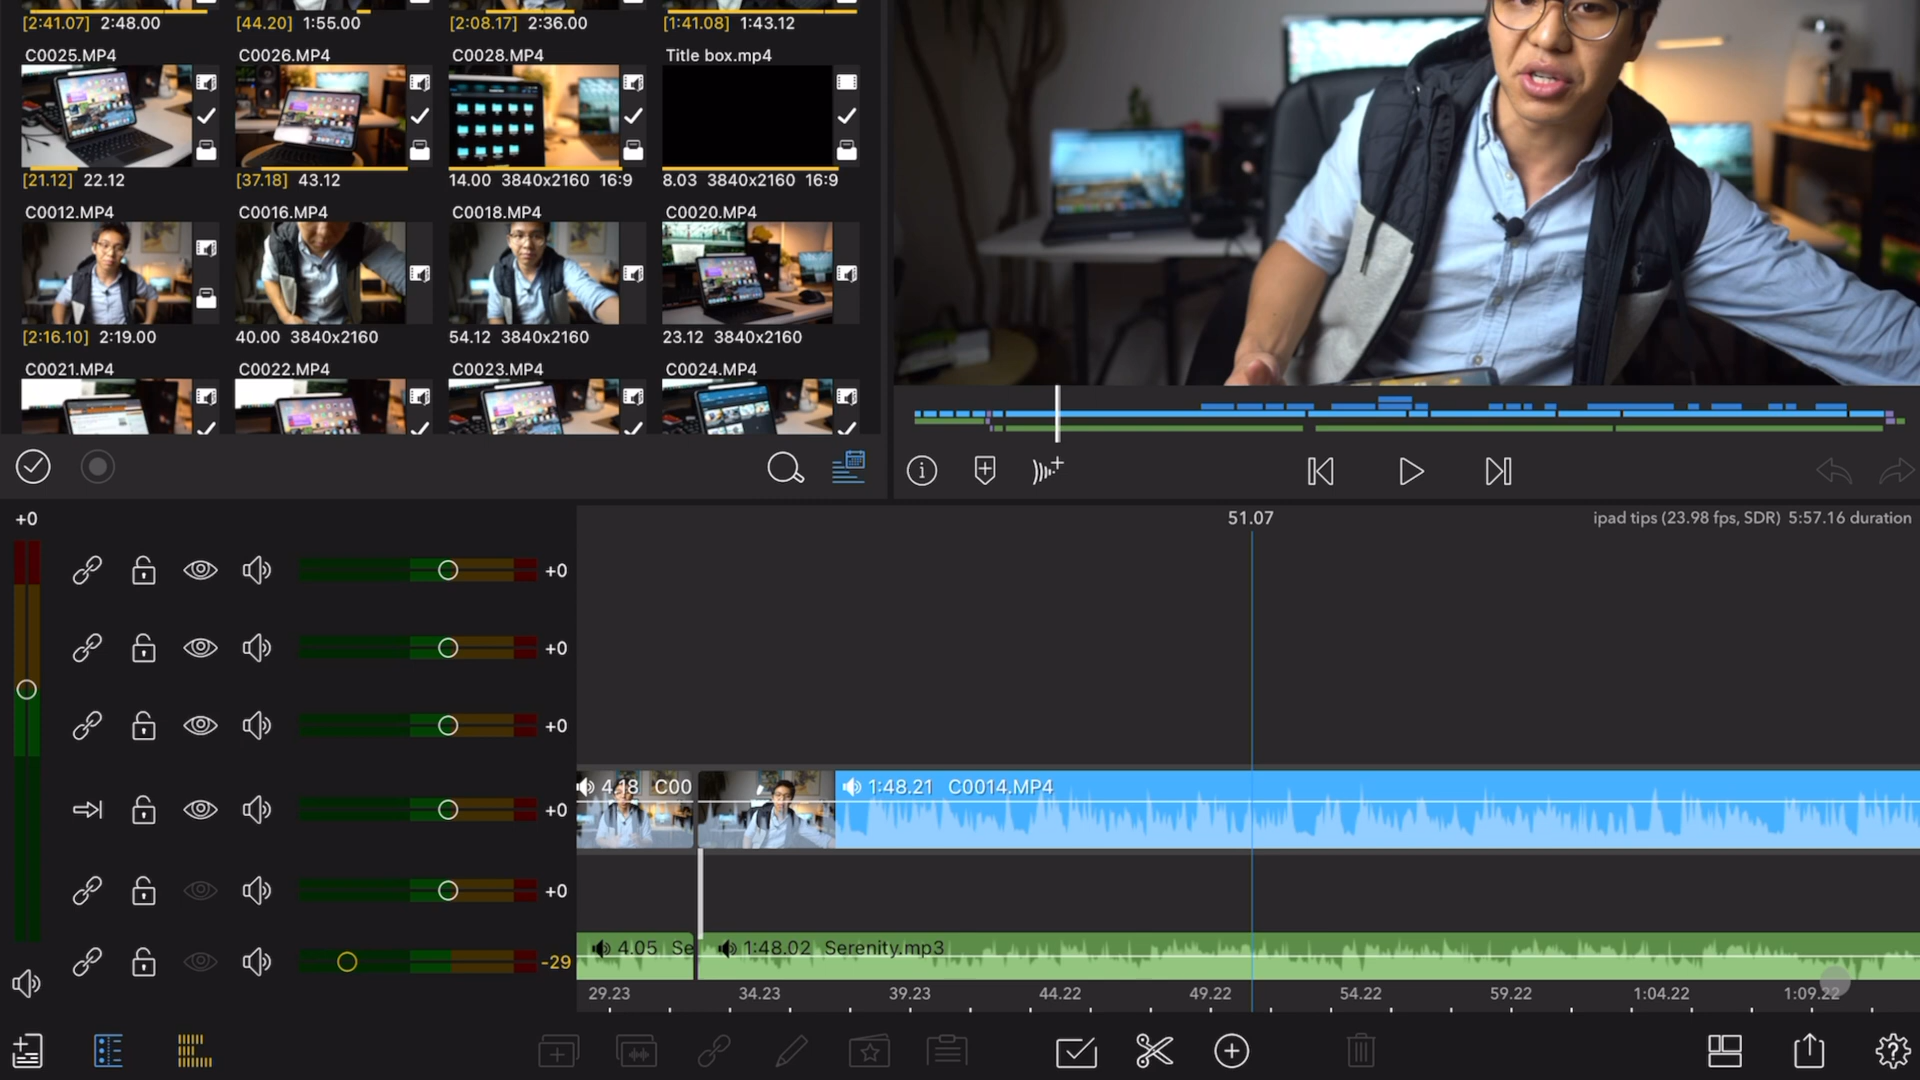 [2:41.07] 2:48.00
[44.20] 1:55.00
[2:08.17] 2:36.00
[1:41.08] 1:43.12
C0025.MP4
C0026.MP4
C0028.MP4
Title box.mp4
[21.12] 22.12
[37.18] 43.12
14.00 3840x2160 16:9
8.03 3840x2160 16:9
C0012.MP4
C0016.MP4
C0018.MP4
C0020.MP4
[2:16.10] 2:19.00
40.00 3840x2160
54.12 3840x2160
23.12 3840x2160
C0021.MP4
C0022.MP4
C0023.MP4
C0024.MP4
+0
51.07
ipad tips (23.98 fps, SDR) 5:57.16 duration
+0
+0
+0
+0
4.18 C00
1:48.21 C0014.MP4
+0
-29
4.05 Se
1:48.02 Serenity.mp3
29.23
34.23
39.23
44.22
49.22
54.22
59.22
1:04.22
1:09.22